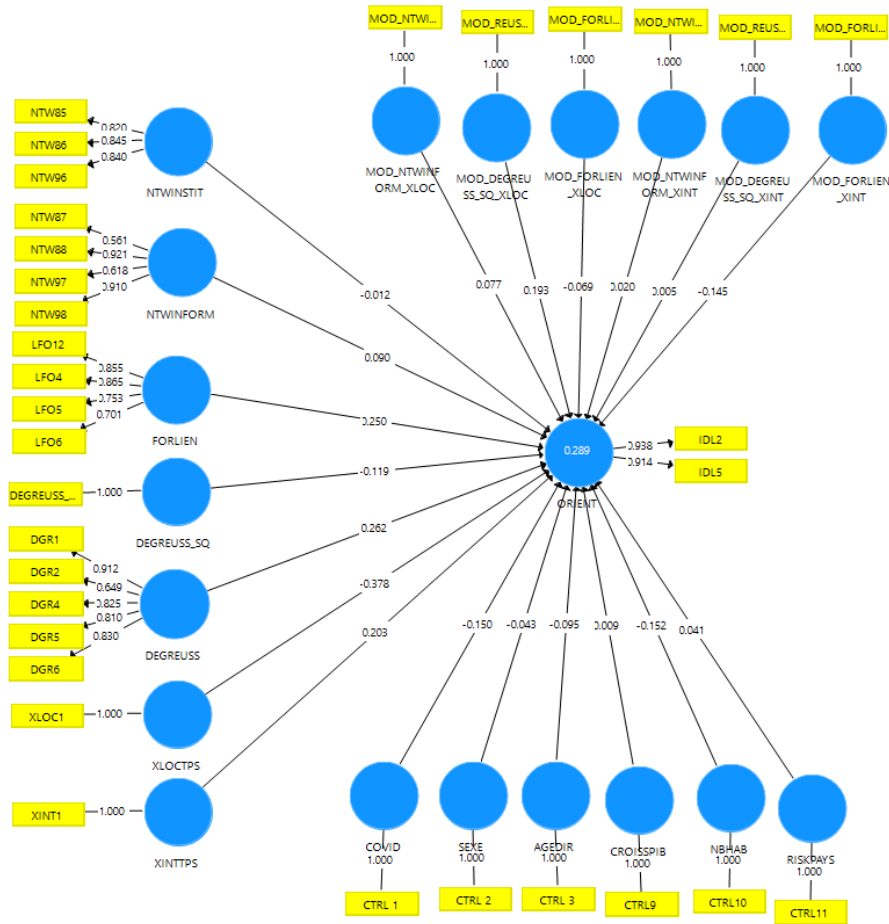 MOD_NTWI... MOD_REUS... MOD_FORLI... MOD_NTWI... MOD_REUS... MOD_FORLI...
1.000 1.000 1.000 1.000 1.000 1.000
MOD_NTWINF
ORM_XLOC
MOD_DEGREU
SS_SQ_XLOC
MOD_FORLIEN
_XLOC
MOD_NTWINF
ORM_XINT
MOD_DEGREU
SS_SQ_XINT
MOD_FORLIEN
_XINT
0.077 0.193 -0.069 0.020 0.005 -0.145
NTW85
NTW86
NTW96
0.820
0.845
0.840
NTWINSTIT
-0.012
NTW87
NTW88
NTW97
NTW98
0.561
0.921
0.618
0.910
NTWINFORM
0.090
LFO12
LFO4
LFO5
LFO6
0.855
0.865
0.753
0.701
FORLIEN
0.250
DEGREUSS_...
1.000
DEGREUSS_SQ
-0.119
DGR1
DGR2
DGR4
DGR5
DGR6
0.912
0.649
0.825
0.810
0.830
DEGREUSS
0.262
XLOC1
1.000
XLOCTPS
-0.378
XINT1
1.000
XINTTPS
0.203
0.289
ORIENT
0.938
0.914
IDL2
IDL5
-0.150 -0.043 -0.095 0.009 -0.152 0.041
COVID SEXE AGEDIR CROISSPIB NBHAB RISKPAYS
1.000 1.000 1.000 1.000 1.000 1.000
CTRL 1 CTRL 2 CTRL 3 CTRL9 CTRL10 CTRL11